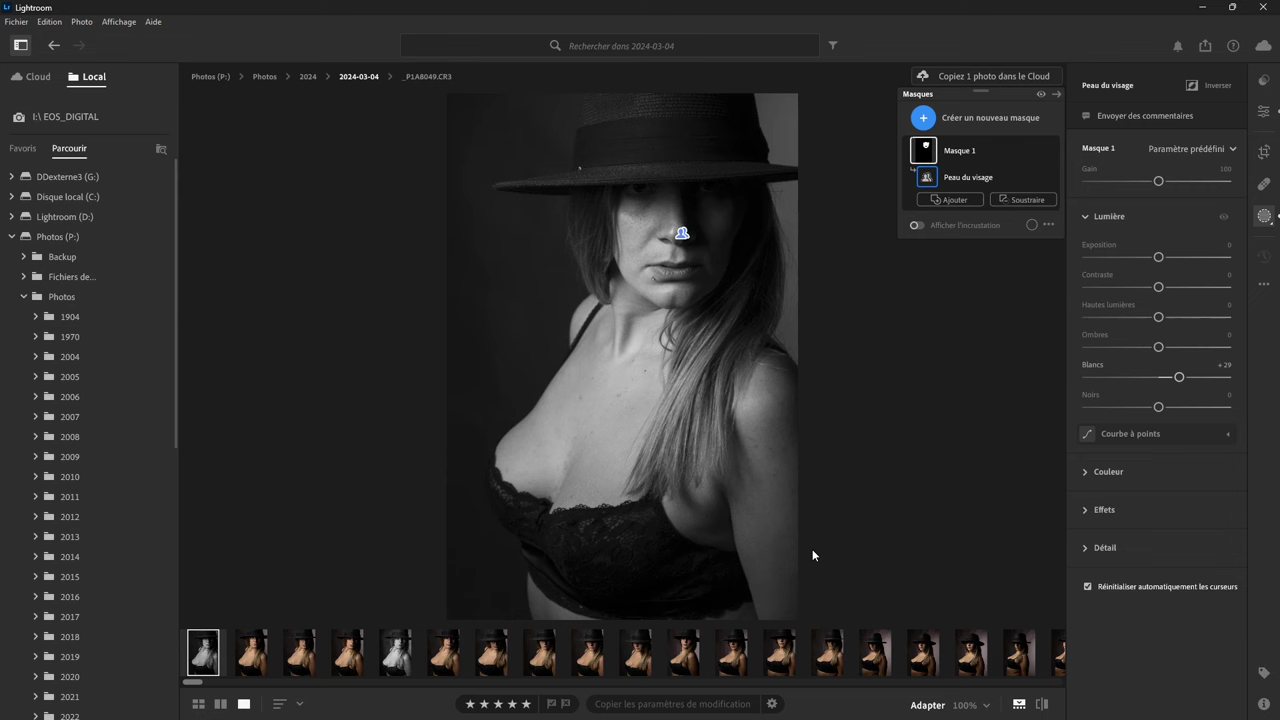 Lr Lightroom
Fichier Edition Photo Affichage Aide
Rechercher dans 2024-03-04
Cloud Local
Photos (P:) > Photos > 2024 > 2024-03-04 > _P1A8049.CR3
Copiez 1 photo dans le Cloud
I:\ EOS_DIGITAL
Favoris Parcourir
DDexterne3 (G:)
Disque local (C:)
Lightroom (D:)
Photos (P:)
Backup
Fichiers de...
Photos
1904
1970
2004
2005
2006
2007
2008
2009
2010
2011
2012
2013
2014
2015
2016
2017
2018
2019
2020
2021
2022
Masques
Créer un nouveau masque
Masque 1
Peau du visage
Ajouter Soustraire
Afficher l'incrustation
Peau du visage Inverser
Envoyer des commentaires
Masque 1 Paramètre prédéfini
Gain 100
Lumière
Exposition 0
Contraste 0
Hautes lumières 0
Ombres 0
Blancs + 29
Noirs 0
Courbe à points
Couleur
Effets
Détail
Réinitialiser automatiquement les curseurs
Copier les paramètres de modification
Adapter 100%